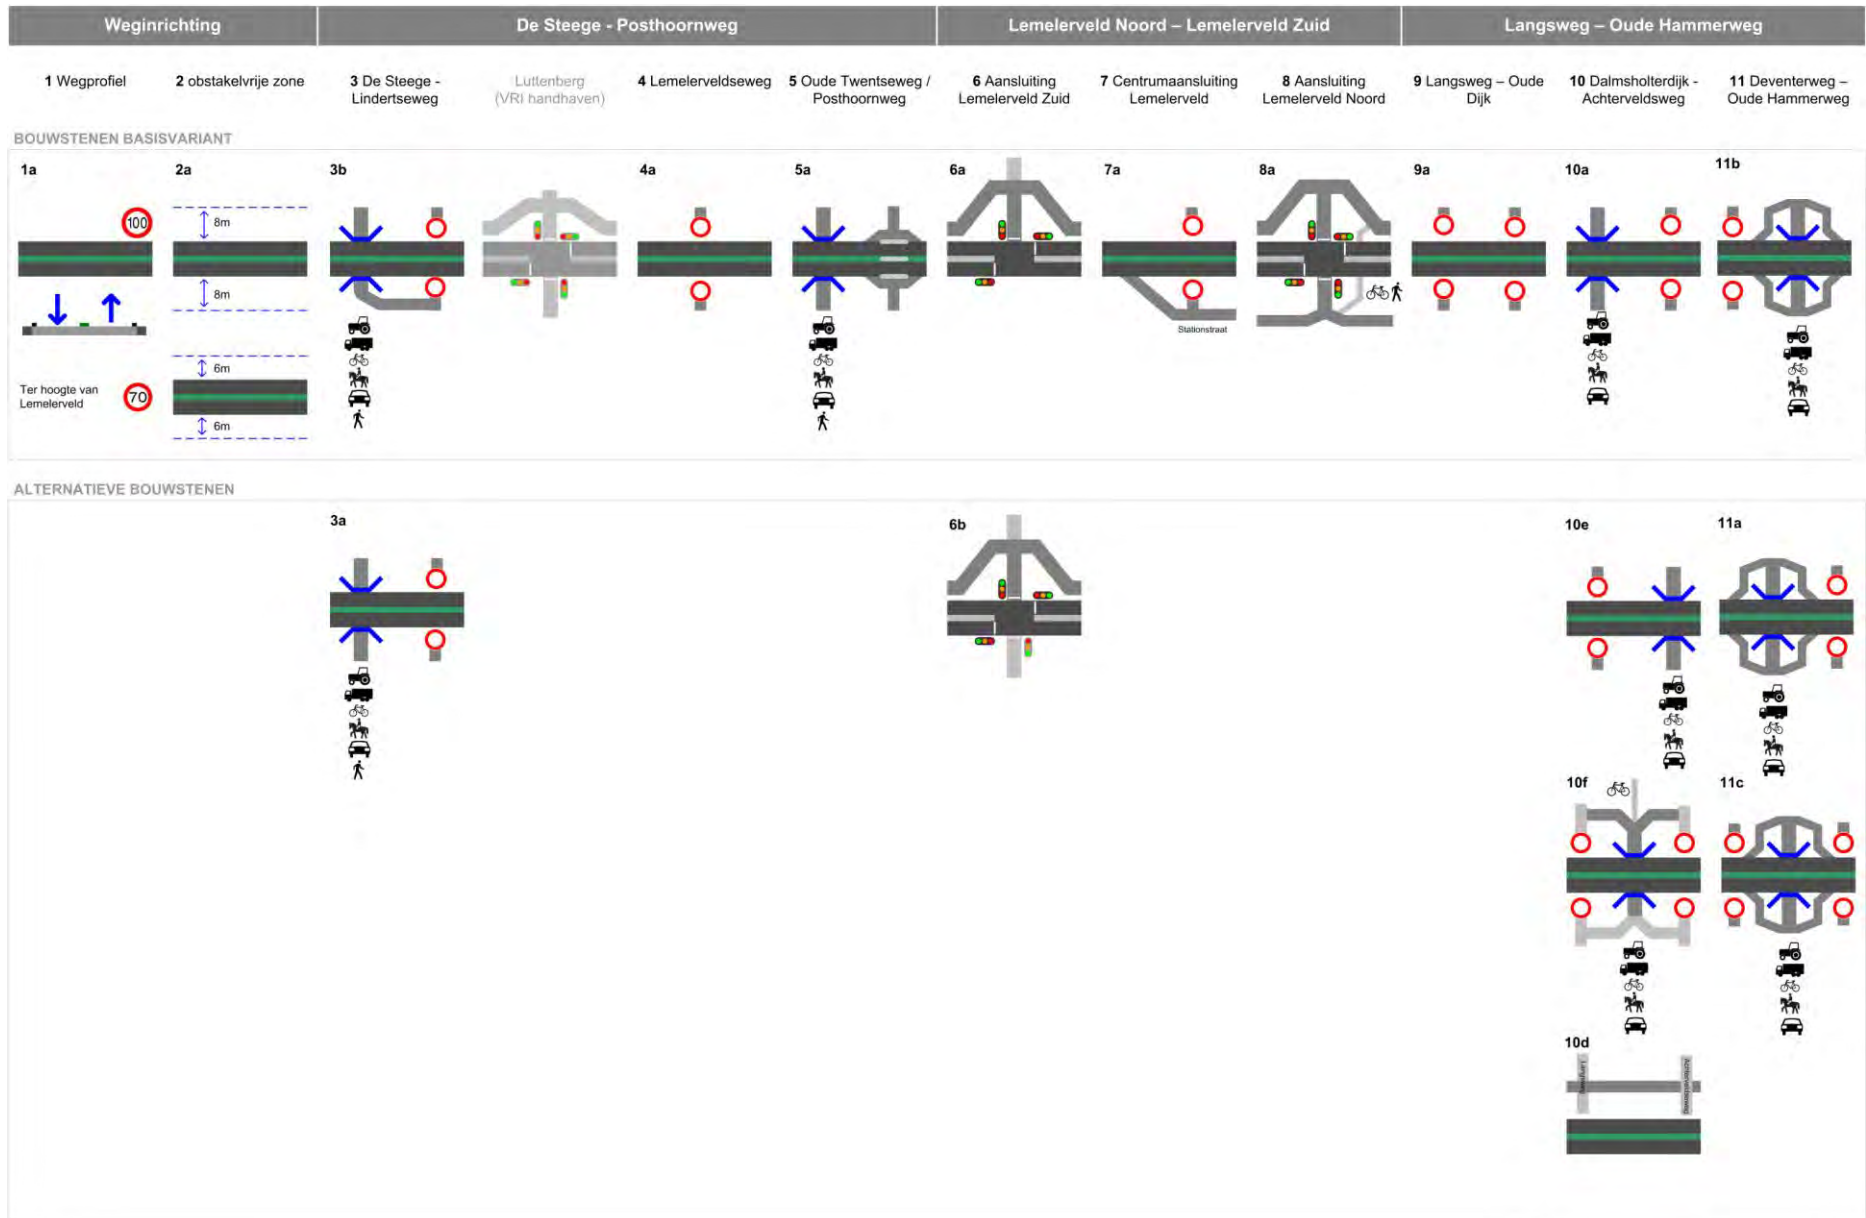 Weginrichting
De Steege - Posthoornweg
Lemelerveld Noord – Lemelerveld Zuid
Langsweg – Oude Hammerweg
1 Wegprofiel
2 obstakelvrije zone
3 De Steege -
Lindertseweg
Luttenberg
(VRI handhaven)
4 Lemelerveldseweg
5 Oude Twentseweg /
Posthoornweg
6 Aansluiting
Lemelerveld Zuid
7 Centrumaansluiting
Lemelerveld
8 Aansluiting
Lemelerveld Noord
9 Langsweg – Oude
Dijk
10 Dalmsholterdijk -
Achterveldsweg
11 Deventerweg –
Oude Hammerweg
BOUWSTENEN BASISVARIANT
1a
2a
3b
4a
5a
6a
7a
8a
9a
10a
11b
100
8m
8m
Stationstraat
6m
Ter hoogte van
Lemelerveld
70
6m
ALTERNATIEVE BOUWSTENEN
3a
6b
10e
11a
10f
11c
10d
Langsweg
Achterveldsweg